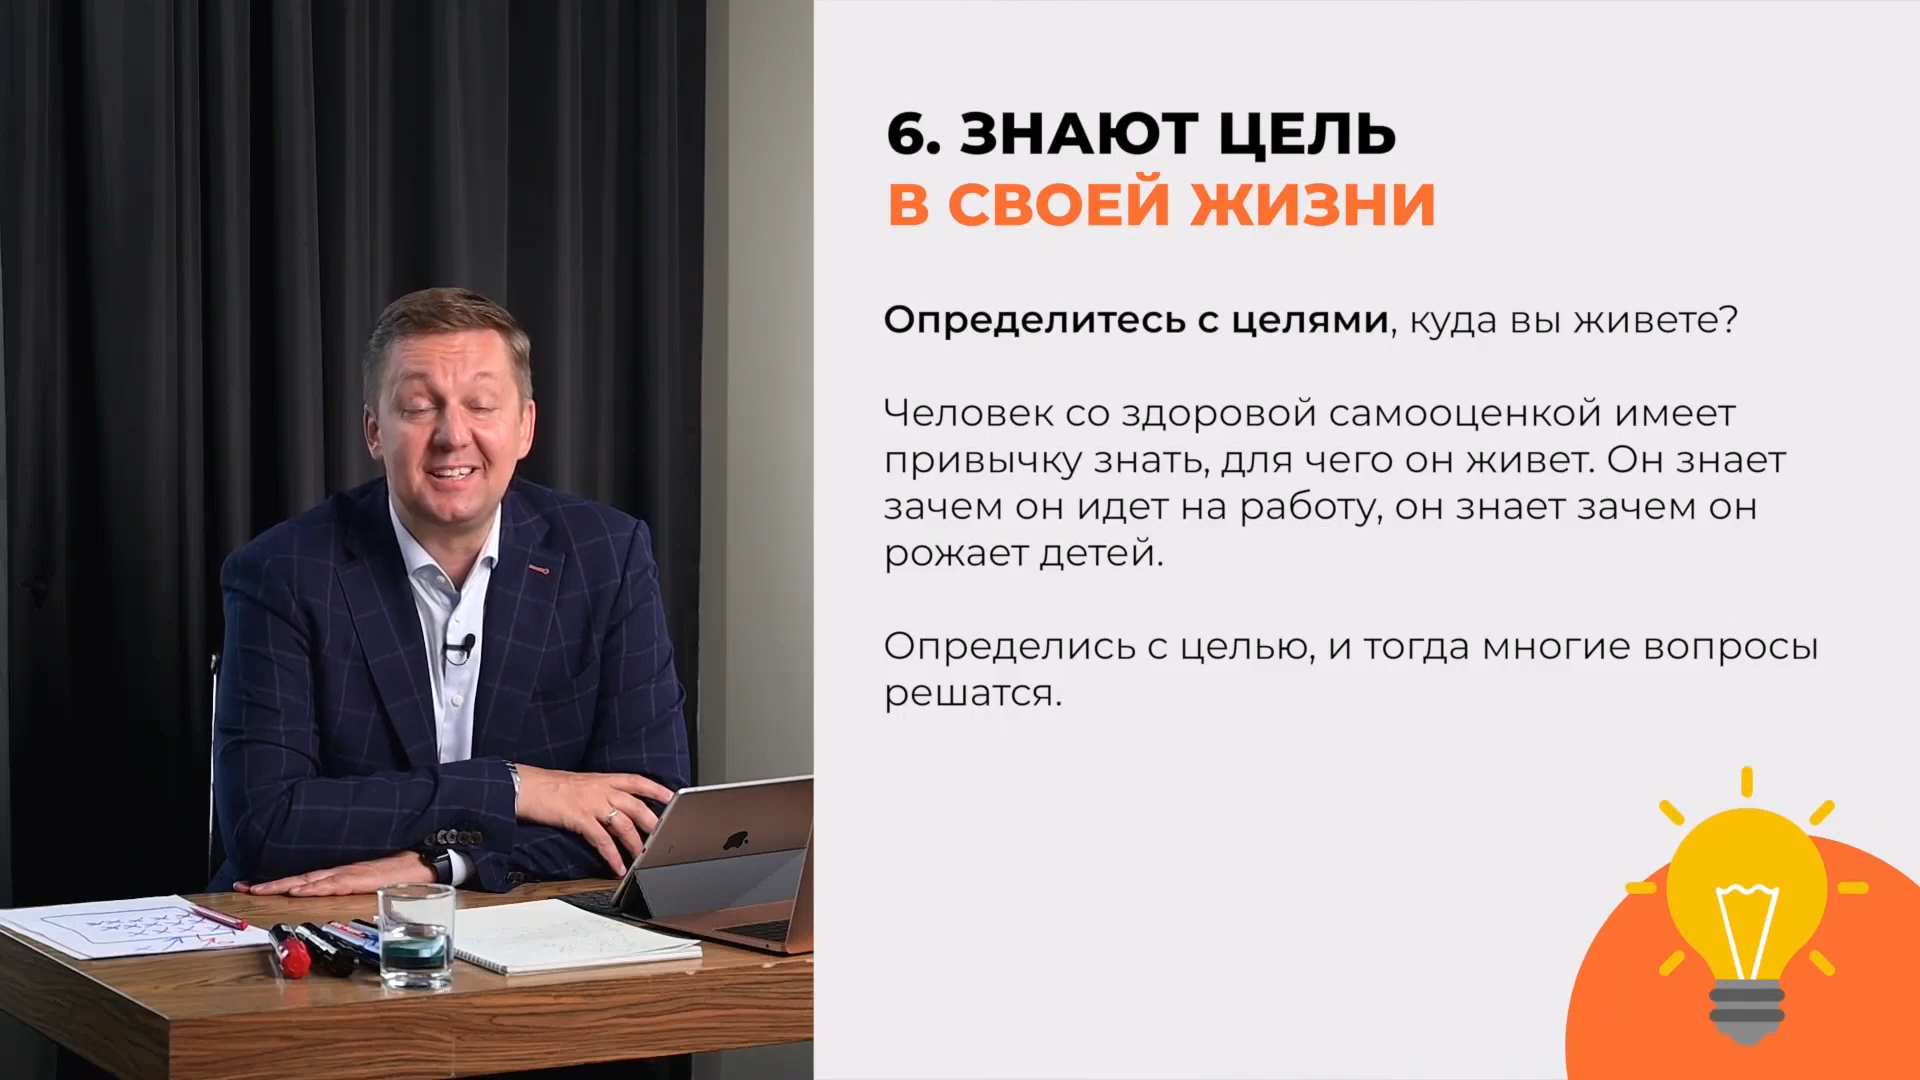 6. ЗНАЮТ ЦЕЛЬ
В СВОЕЙ ЖИЗНИ
Определитесь с целями, куда вы живете?
Человек со здоровой самооценкой имеет
привычку знать, для чего он живет. Он знает
зачем он идет на работу, он знает зачем он
рожает детей.
Определись с целью, и тогда многие вопросы
решатся.